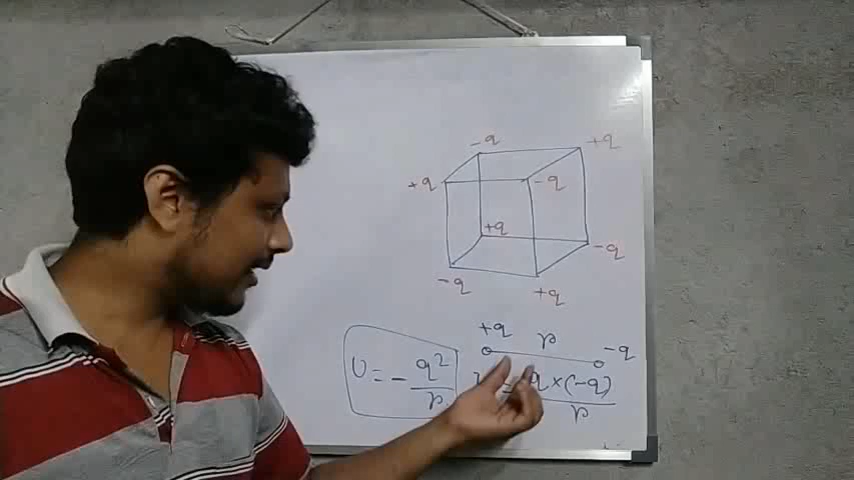 -q
+q
+q
-q
+q
-q
-q
+q
+q
r
-q
U = - q²/r
q × (-q)
r